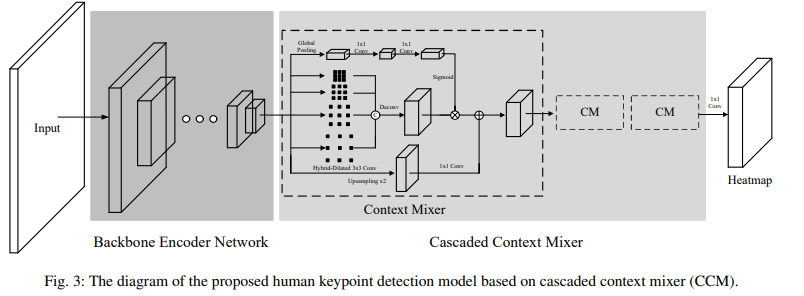 Input
Global
Pooling
1x1
Conv
1x1
Conv
Sigmoid
C
Deconv
Hybrid-Dilated 3x3 Conv
Upsampling x2
1x1 Conv
Context Mixer
CM
CM
1x1
Conv
Heatmap
Backbone Encoder Network
Cascaded Context Mixer
Fig. 3: The diagram of the proposed human keypoint detection model based on cascaded context mixer (CCM).